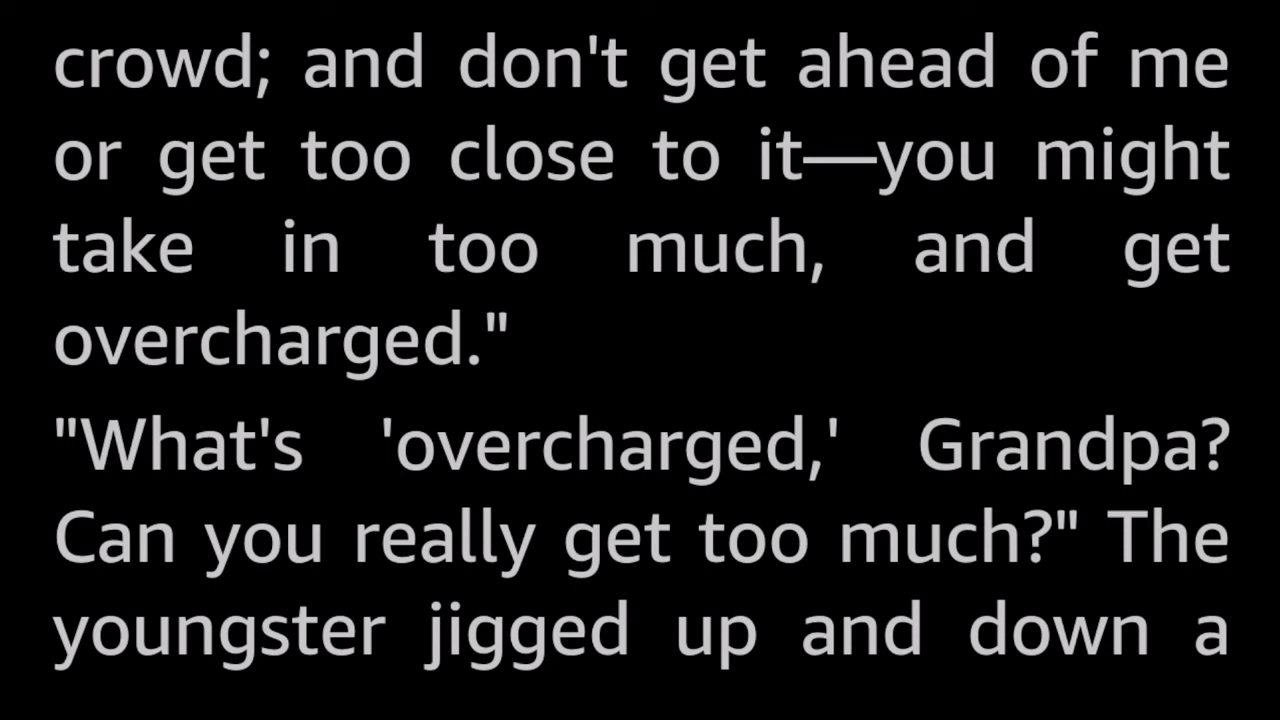 crowd; and don't get ahead of me
or get too close to it—you might
take in too much, and get
overcharged."
"What's 'overcharged,' Grandpa?
Can you really get too much?" The
youngster jigged up and down a